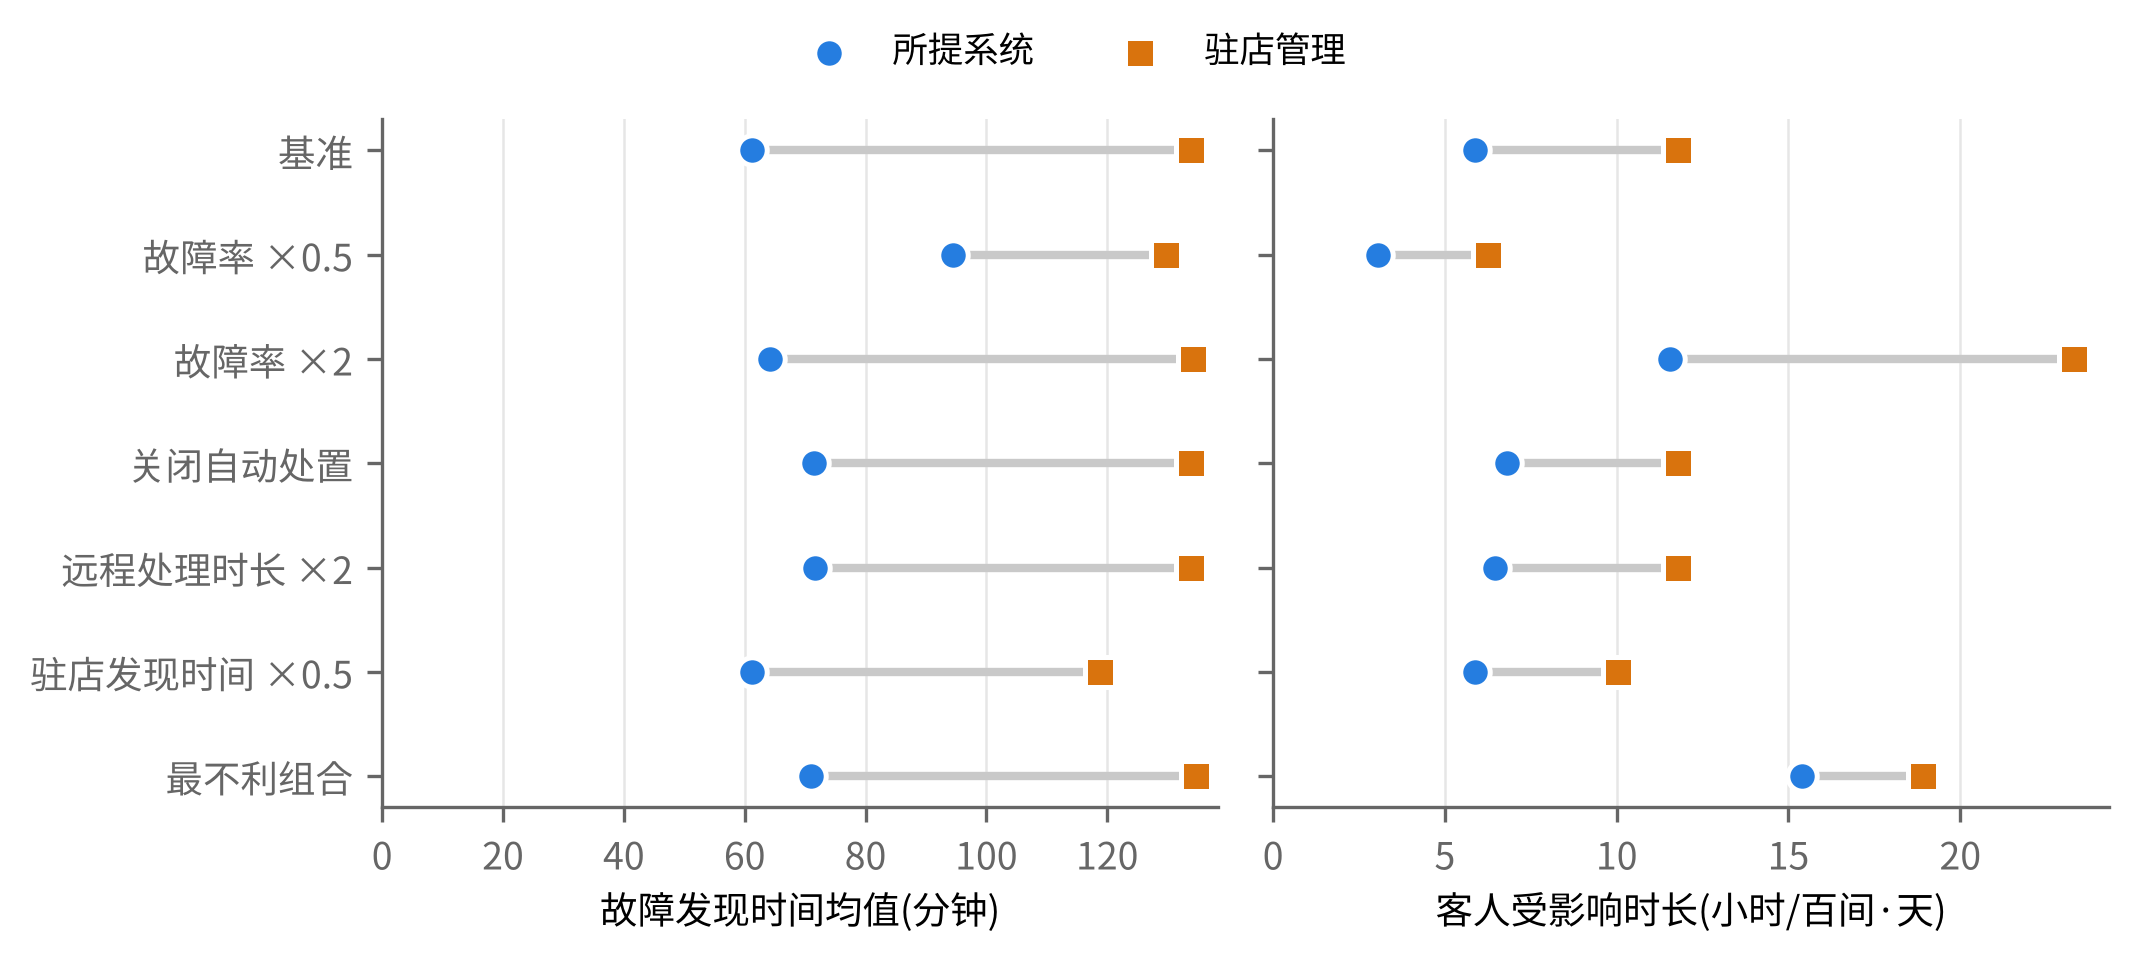 所提系统 驻店管理
基准
故障率 ×0.5
故障率 ×2
关闭自动处置
远程处理时长 ×2
驻店发现时间 ×0.5
最不利组合
0 20 40 60 80 100 120
故障发现时间均值(分钟)
0 5 10 15 20
客人受影响时长(小时/百间·天)